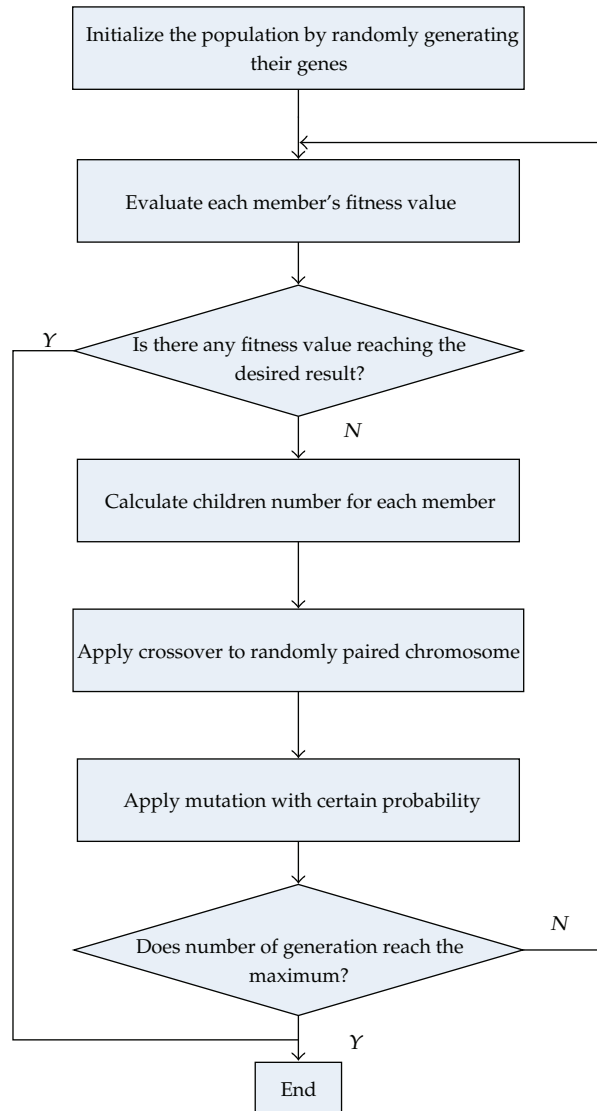 Initialize the population by randomly generating
their genes
Evaluate each member's fitness value
Y
Is there any fitness value reaching the
desired result?
N
Calculate children number for each member
Apply crossover to randomly paired chromosome
Apply mutation with certain probability
N
Does number of generation reach the
maximum?
Y
End